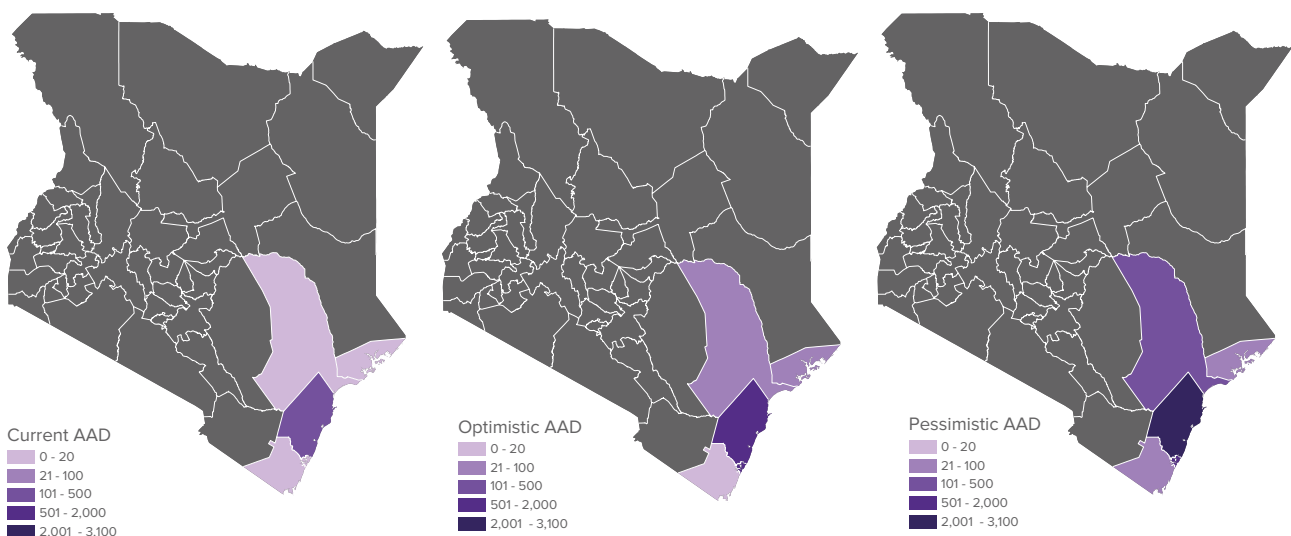 Current AAD
0 - 20
21 - 100
101 - 500
501 - 2,000
2,001 - 3,100
Optimistic AAD
0 - 20
21 - 100
101 - 500
501 - 2,000
2,001 - 3,100
Pessimistic AAD
0 - 20
21 - 100
101 - 500
501 - 2,000
2,001 - 3,100